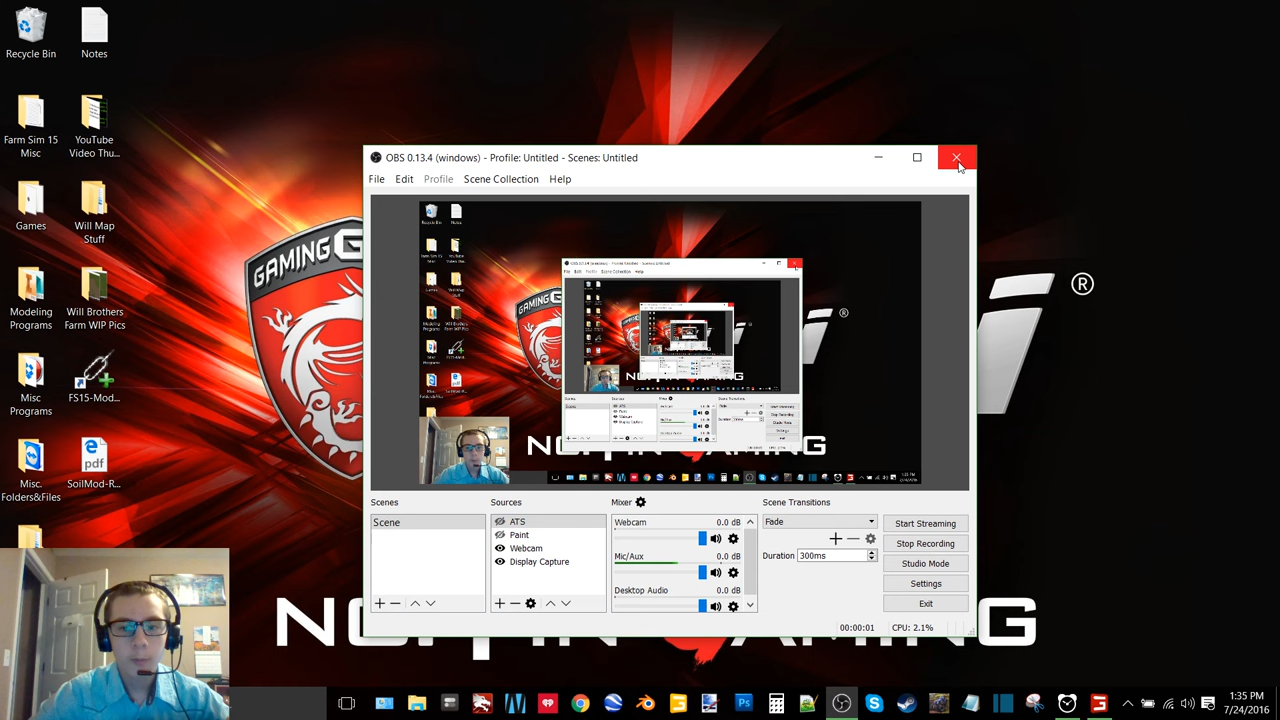 Recycle Bin
Notes
Farm Sim 15
Misc
YouTube
Video Thu...
Games
Will Map
Stuff
Modeling
Programs
Will Brothers
Farm WIP Pics
Misc
Programs
FS15-Mod...
Misc.
Folders&Files
SoilMod-R...
GAMING G
®
OBS 0.13.4 (windows) - Profile: Untitled - Scenes: Untitled
File Edit Profile Scene Collection Help
Scenes
Scene
Sources
ATS
Paint
Webcam
Display Capture
Mixer
Webcam 0.0 dB
Mic/Aux 0.0 dB
Desktop Audio 0.0 dB
Scene Transitions
Fade
Duration 300ms
Start Streaming
Stop Recording
Studio Mode
Settings
Exit
00:00:01 CPU: 2.1%
1:35 PM
7/24/2016